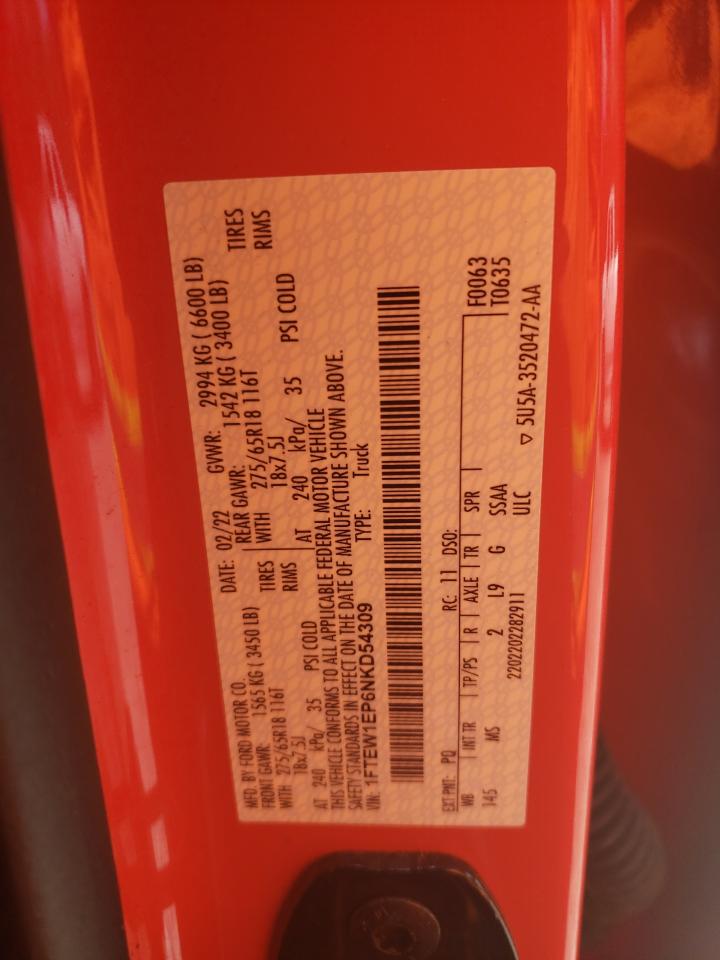 MFD. BY FORD MOTOR CO.
DATE: 02/22 GVWR: 2994 KG ( 6600 LB)
FRONT GAWR: 1565 KG ( 3450 LB) REAR GAWR: 1542 KG ( 3400 LB)
WITH 275/65R18 116T TIRES WITH 275/65R18 116T TIRES
18x7.5J RIMS 18x7.5J RIMS
AT 240 kPa/ 35 PSI COLD AT 240 kPa/ 35 PSI COLD
THIS VEHICLE CONFORMS TO ALL APPLICABLE FEDERAL MOTOR VEHICLE
SAFETY STANDARDS IN EFFECT ON THE DATE OF MANUFACTURE SHOWN ABOVE.
VIN: 1FTEW1EP6NKD54309 TYPE: Truck
EXT PNT: PQ RC: 11 DSO: F0063
WB INT TR TP/PS R AXLE TR SPR T0635
145 MS 2 L9 G SSAA
2202202282911 ULC 5U5A-3520472-AA